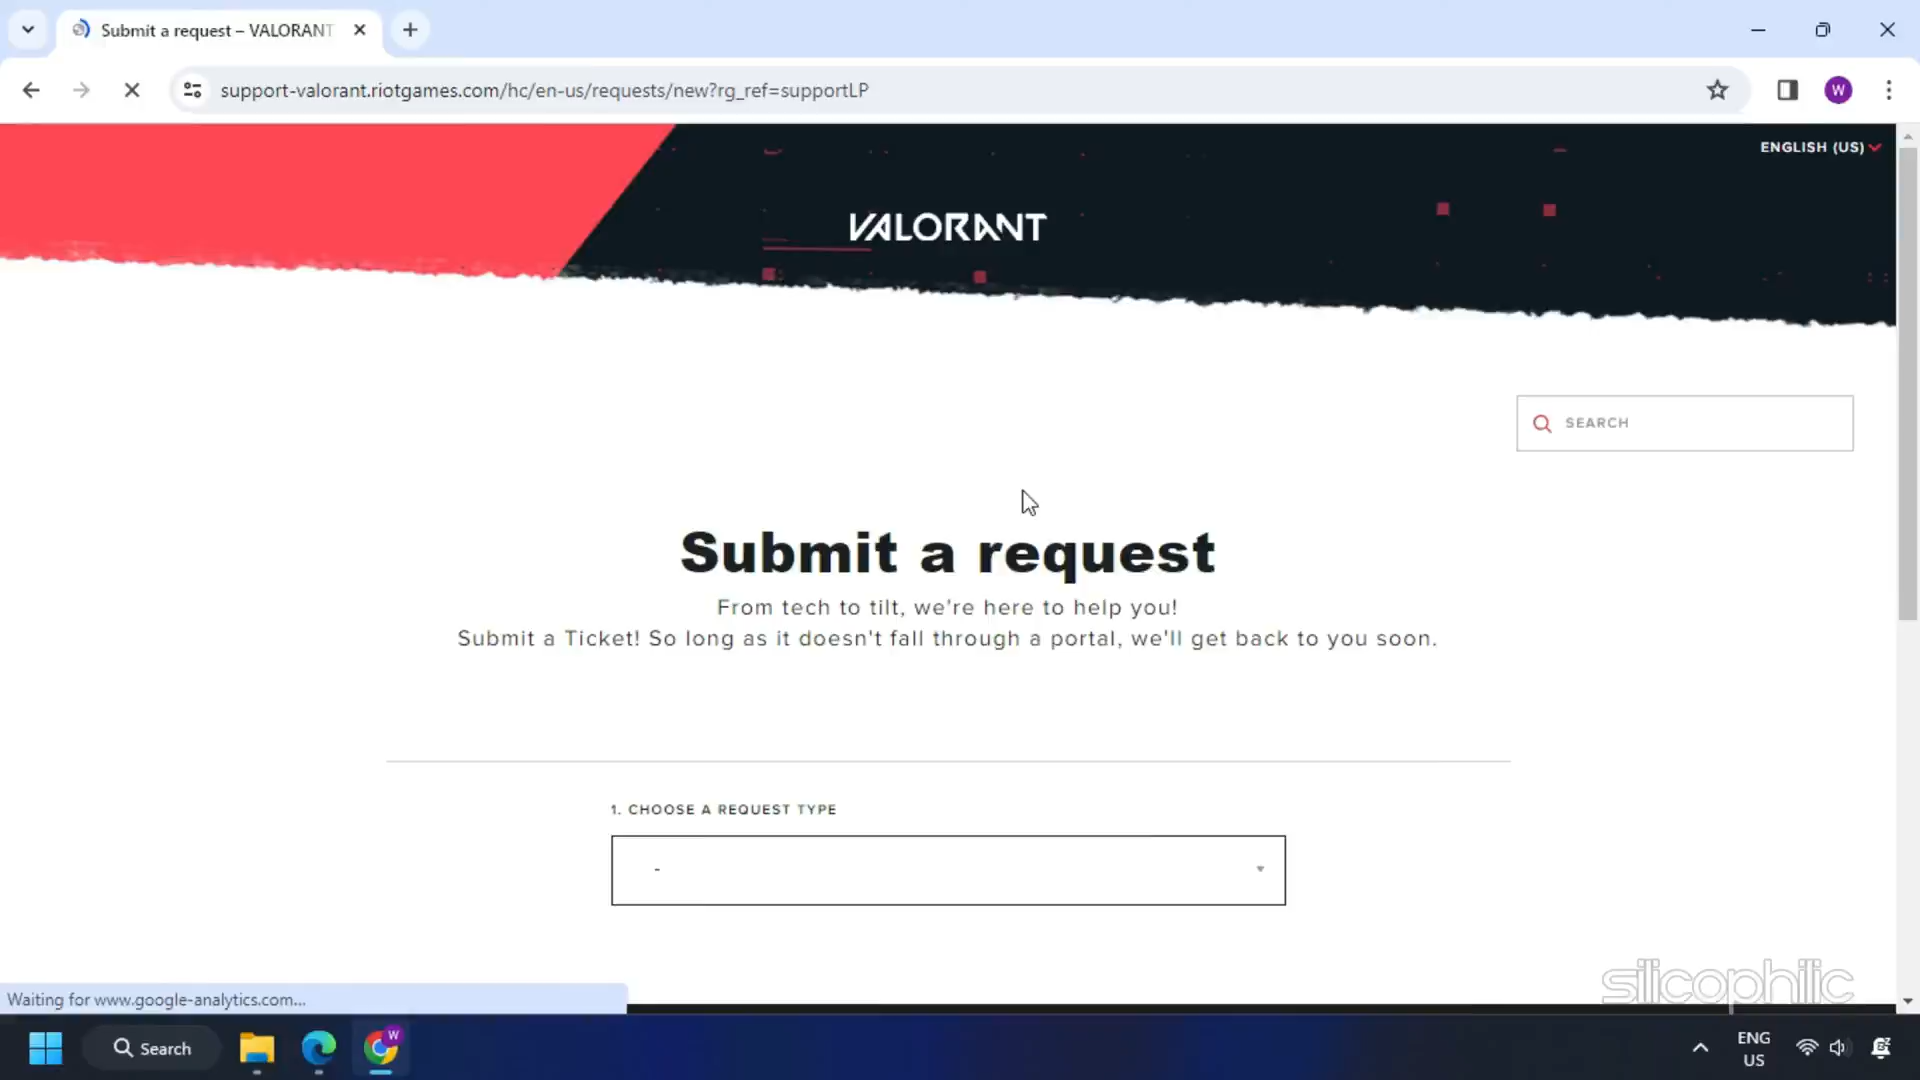 Submit a request – VALORANT
support-valorant.riotgames.com/hc/en-us/requests/new?rg_ref=supportLP
W
ENGLISH (US)
VALORANT
SEARCH
Submit a request
From tech to tilt, we're here to help you!
Submit a Ticket! So long as it doesn't fall through a portal, we'll get back to you soon.
1. CHOOSE A REQUEST TYPE
-
silicophilic
Waiting for www.google-analytics.com...
Search
W
ENG
US